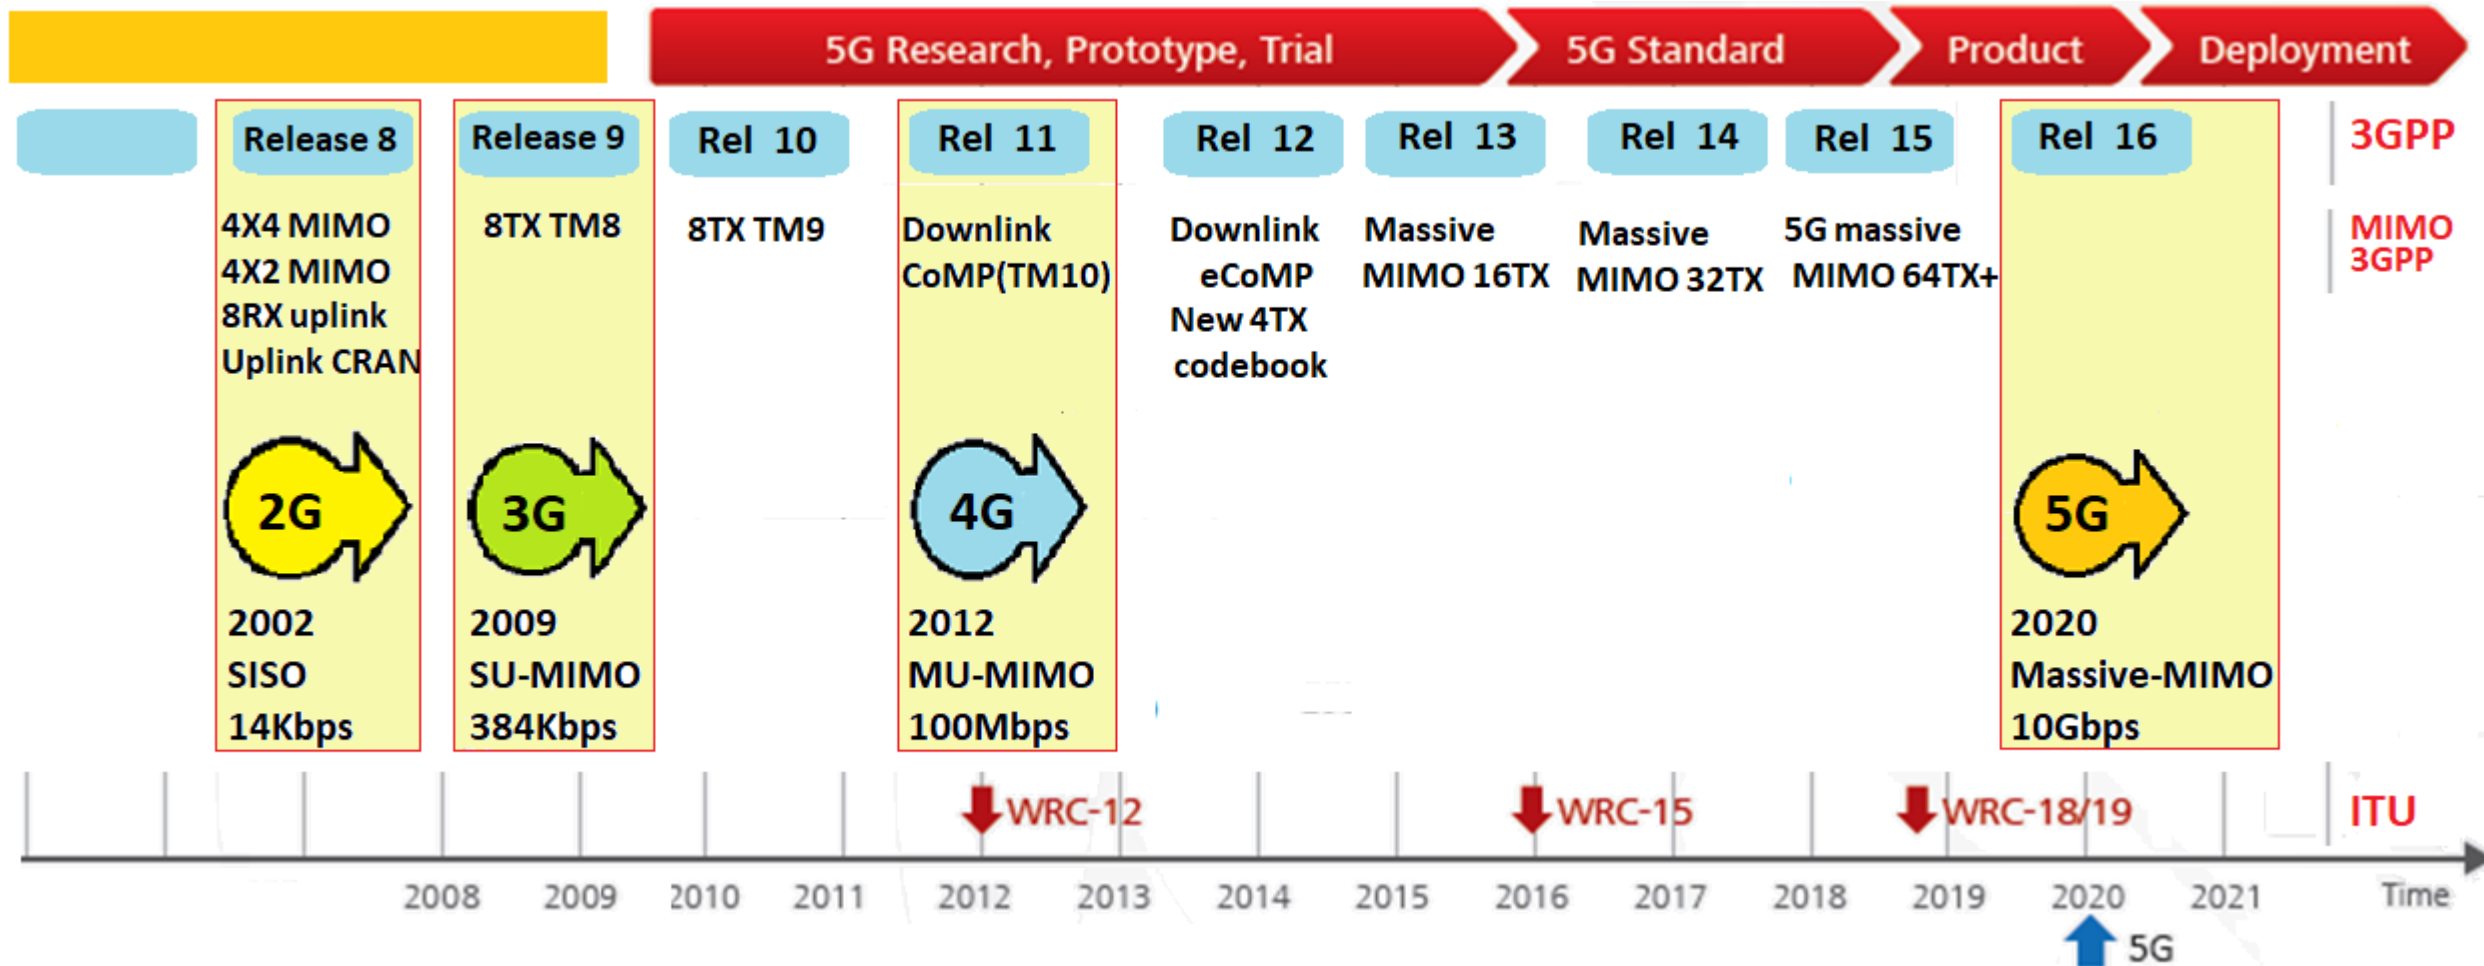 5G Research, Prototype, Trial
5G Standard
Product
Deployment
Release 8
Release 9
Rel 10
Rel 11
Rel 12
Rel 13
Rel 14
Rel 15
Rel 16
3GPP
4X4 MIMO
4X2 MIMO
8RX uplink
Uplink CRAN
8TX TM8
8TX TM9
Downlink
CoMP(TM10)
Downlink
eCoMP
New 4TX
codebook
Massive
MIMO 16TX
Massive
MIMO 32TX
5G massive
MIMO 64TX+
MIMO
3GPP
2G
2002
SISO
14Kbps
3G
2009
SU-MIMO
384Kbps
4G
2012
MU-MIMO
100Mbps
5G
2020
Massive-MIMO
10Gbps
WRC-12
WRC-15
WRC-18/19
ITU
2008
2009
2010
2011
2012
2013
2014
2015
2016
2017
2018
2019
2020
2021
Time
5G